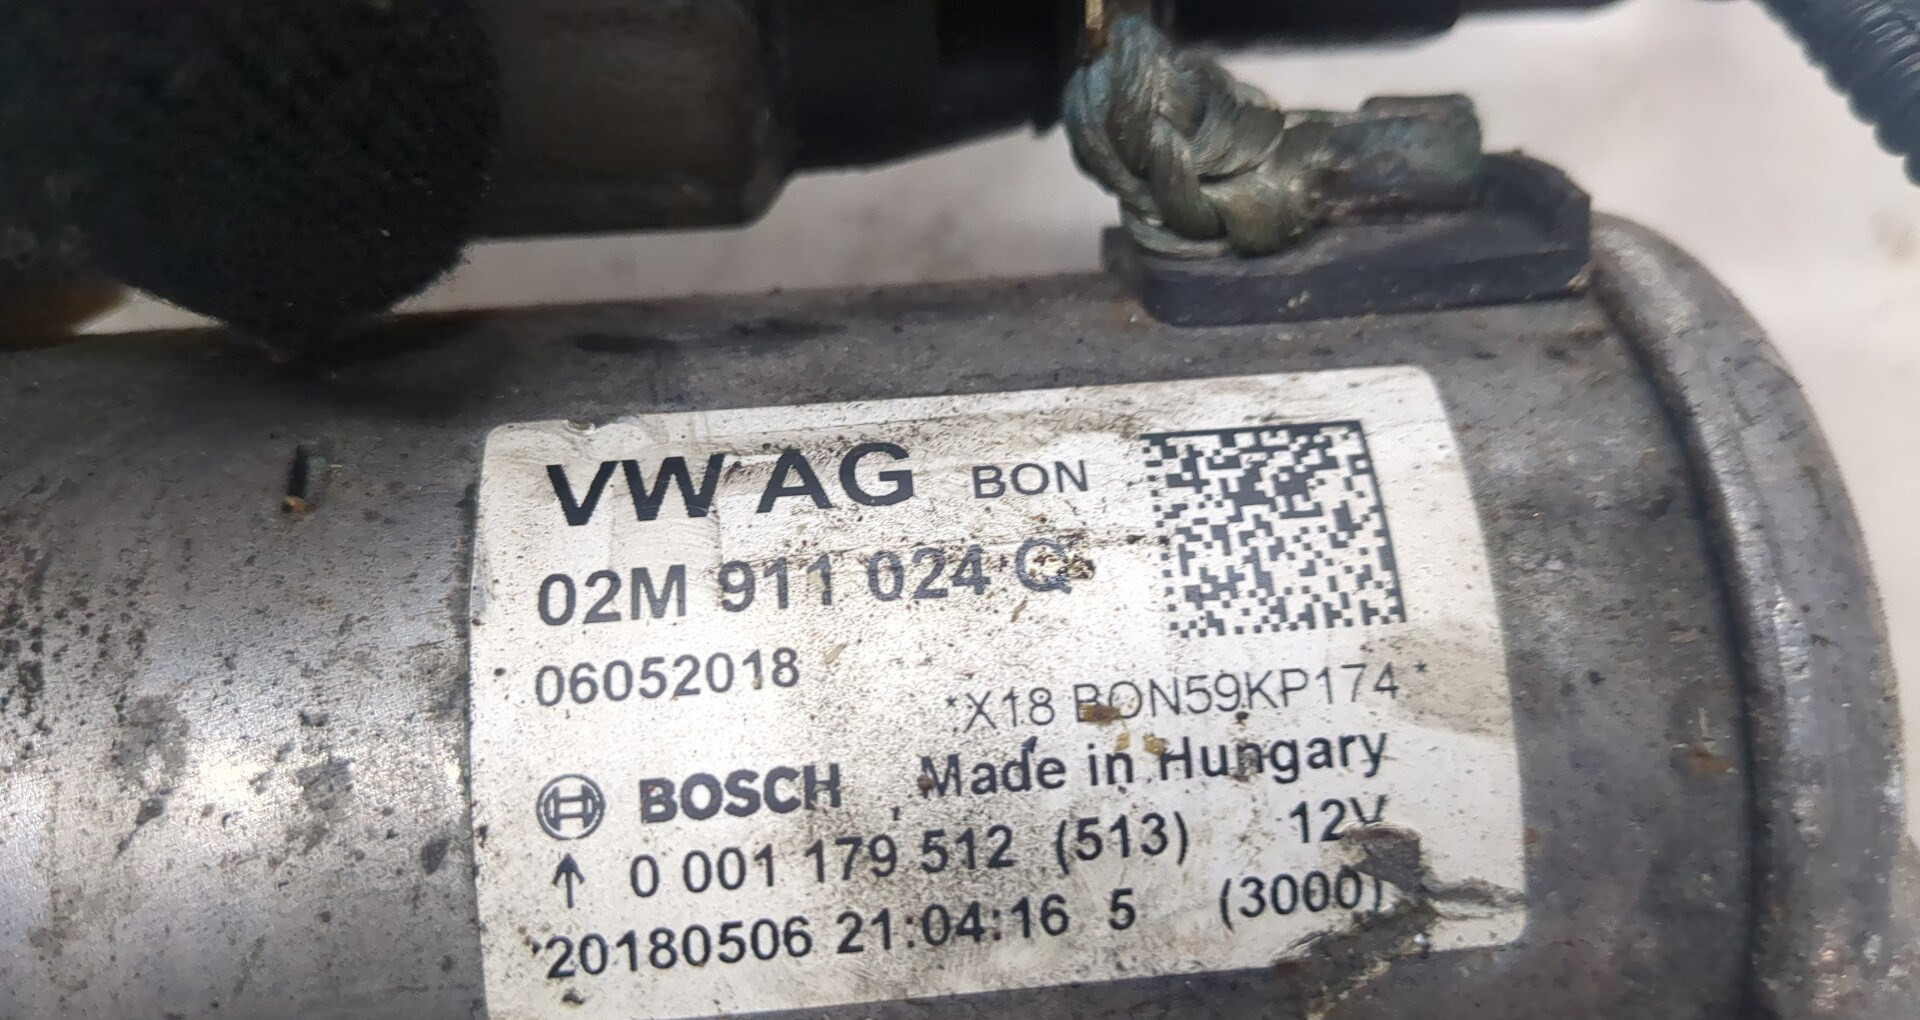 VW AG BON
02M 911 024 Q
06052018
*X18 BON59KP174*
BOSCH Made in Hungary
↑ 0 001 179 512 (513) 12V
20180506 21:04:16 5 (3000)